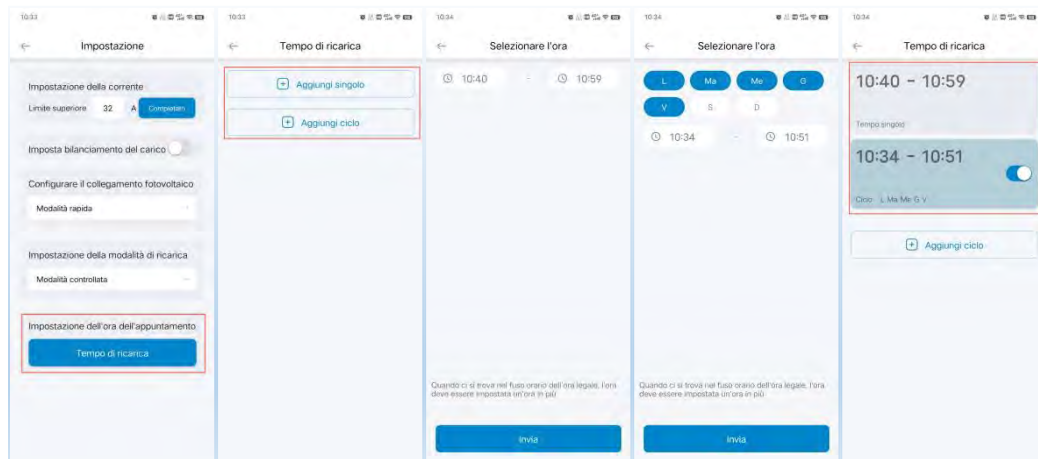 10:33
Impostazione
Impostazione della corrente
Limite superiore 32 A Completato
Imposta bilanciamento del carico
Configurare il collegamento fotovoltaico
Modalità rapida
Impostazione della modalità di ricarica
Modalità controllata
Impostazione dell'ora dell'appuntamento
Tempo di ricarica
10:33
Tempo di ricarica
Aggiungi singolo
Aggiungi ciclo
10:34
Selezionare l'ora
10:40 - 10:59
Quando ci si trova nel fuso orario dell'ora legale, l'ora
deve essere impostata un'ora in più
Invia
10:34
Selezionare l'ora
L Ma Me G
V S D
10:34 - 10:51
Quando ci si trova nel fuso orario dell'ora legale, l'ora
deve essere impostata un'ora in più
Invia
10:34
Tempo di ricarica
10:40 - 10:59
Tempo singolo
10:34 - 10:51
Ciclo L Ma Me G V
Aggiungi ciclo